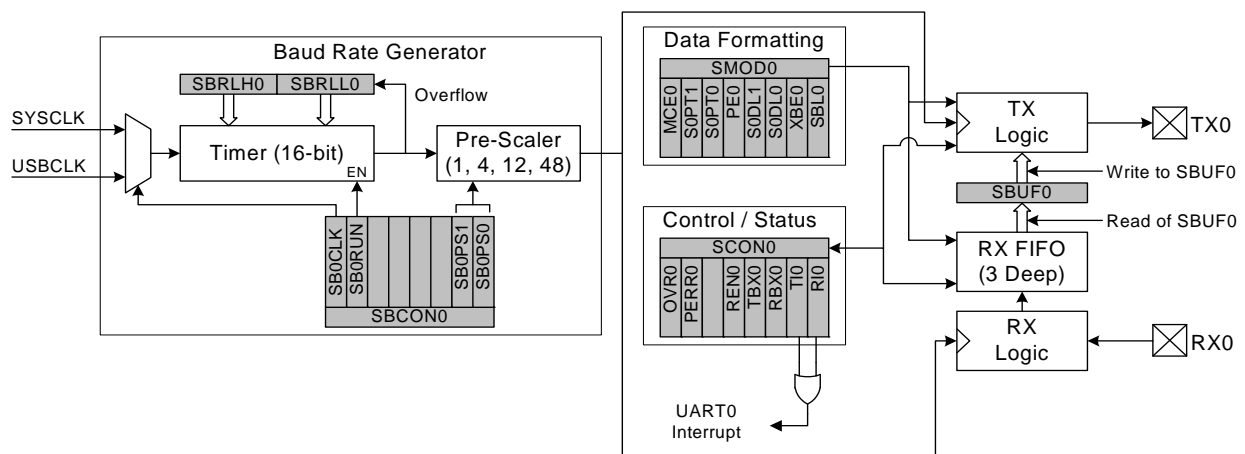 Baud Rate Generator
SBRLH0 SBRLL0
Overflow
SYSCLK
USBCLK
Timer (16-bit)
EN
Pre-Scaler
(1, 4, 12, 48)
SB0CLK
SB0RUN
SB0PS1
SB0PS0
SBCON0
Data Formatting
SMOD0
MCE0
S0PT1
S0PT0
PE0
S0DL1
S0DL0
XBE0
SBL0
Control / Status
SCON0
OVR0
PERR0
REN0
TBX0
RBX0
TI0
RI0
UART0
Interrupt
TX
Logic
TX0
Write to SBUF0
SBUF0
Read of SBUF0
RX FIFO
(3 Deep)
RX
Logic
RX0